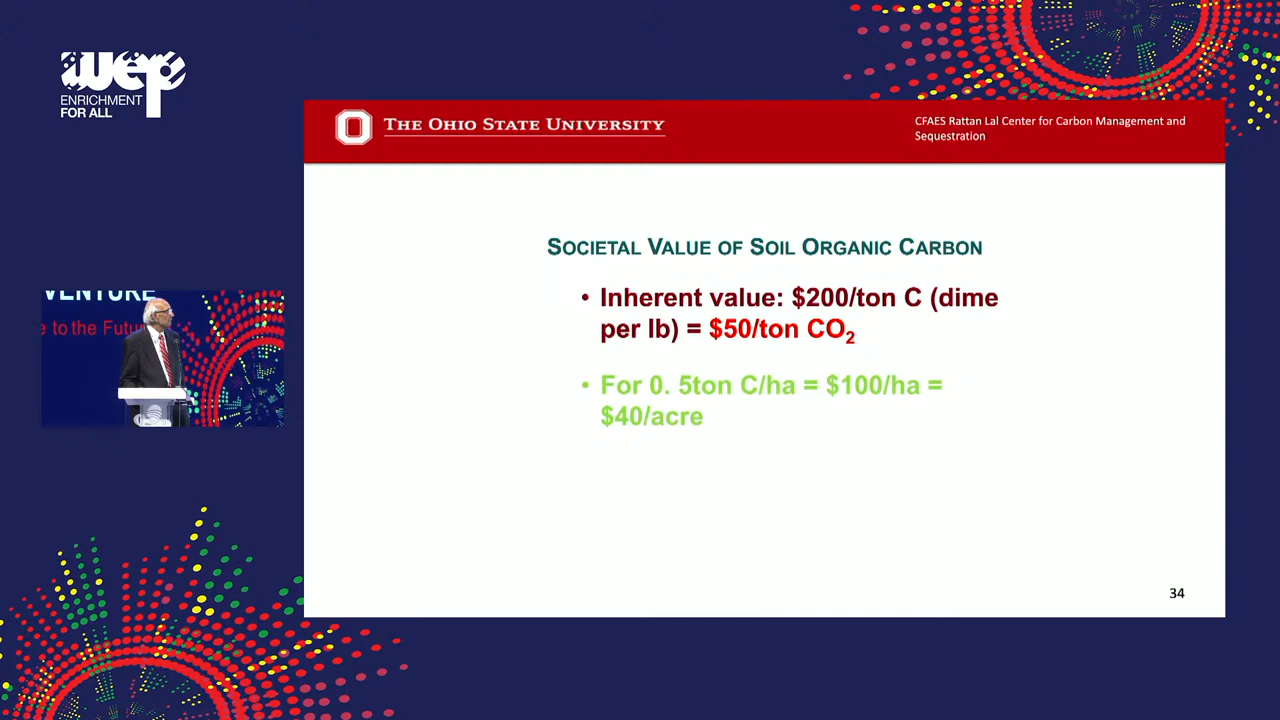 wep
ENRICHMENT
FOR ALL
THE OHIO STATE UNIVERSITY
CFAES Rattan Lal Center for Carbon Management and
Sequestration
SOCIETAL VALUE OF SOIL ORGANIC CARBON
• Inherent value: $200/ton C (dime
per lb) = $50/ton CO₂
• For 0. 5ton C/ha = $100/ha =
$40/acre
VENTURE
e to the Futu
34